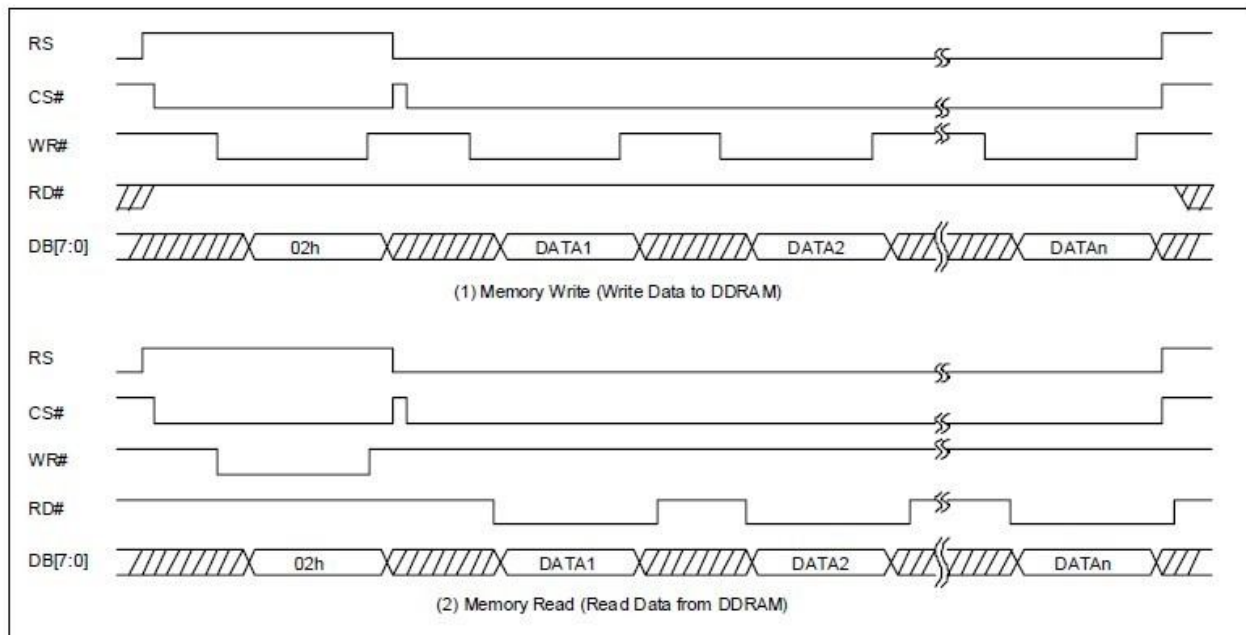 RS
CS#
WR#
RD#
DB[7:0] 02h DATA1 DATA2 DATAn
(1) Memory Write (Write Data to DDRAM)
RS
CS#
WR#
RD#
DB[7:0] 02h DATA1 DATA2 DATAn
(2) Memory Read (Read Data from DDRAM)